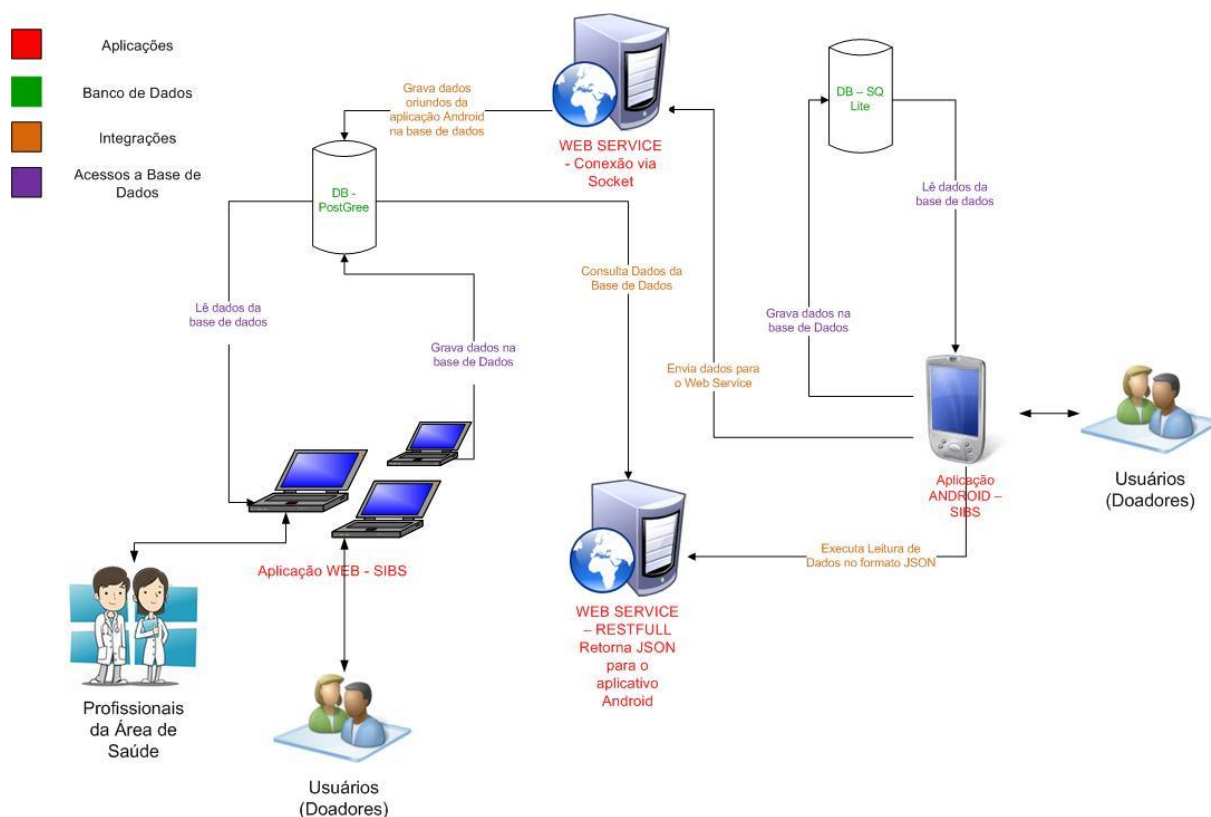 Aplicações
Banco de Dados
Integrações
Acessos a Base de
Dados
Grava dados
oriundos da
aplicação Android
na base de dados
WEB SERVICE
- Conexão via
Socket
DB – SQ
Lite
DB -
PostGree
Lê dados da
base de dados
Consulta Dados da
Base de Dados
Lê dados da
base de dados
Grava dados na
base de Dados
Grava dados na
base de Dados
Envia dados para
o Web Service
Aplicação
ANDROID –
SIBS
Usuários
(Doadores)
Executa Leitura de
Dados no formato JSON
Aplicação WEB - SIBS
WEB SERVICE
– RESTFULL
Retorna JSON
para o
aplicativo
Android
Profissionais
da Área de
Saúde
Usuários
(Doadores)